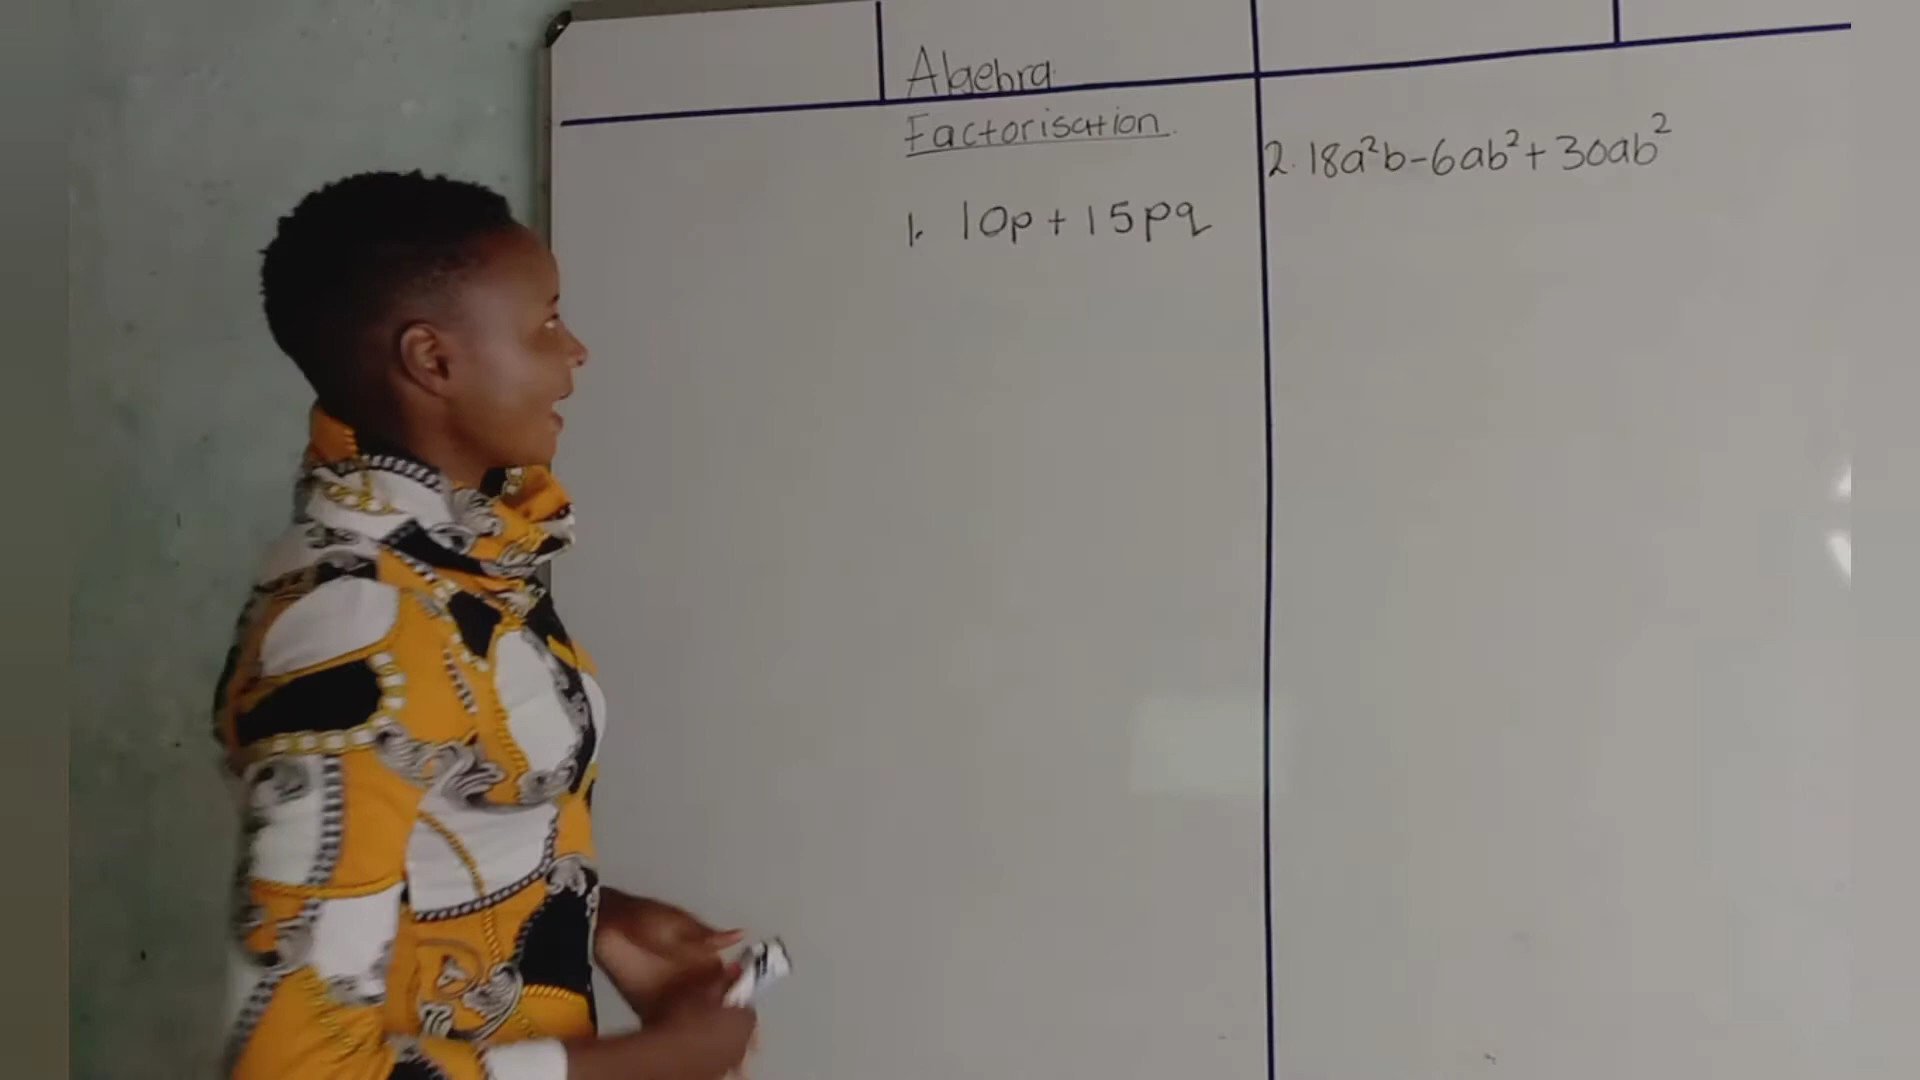 Algebra
Factorisation.
1. 10p + 15pq
2. 18a²b - 6ab² + 30ab²